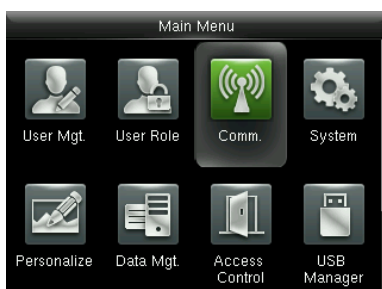 Main Menu
User Mgt.
User Role
Comm.
System
Personalize
Data Mgt.
Access
Control
USB
Manager